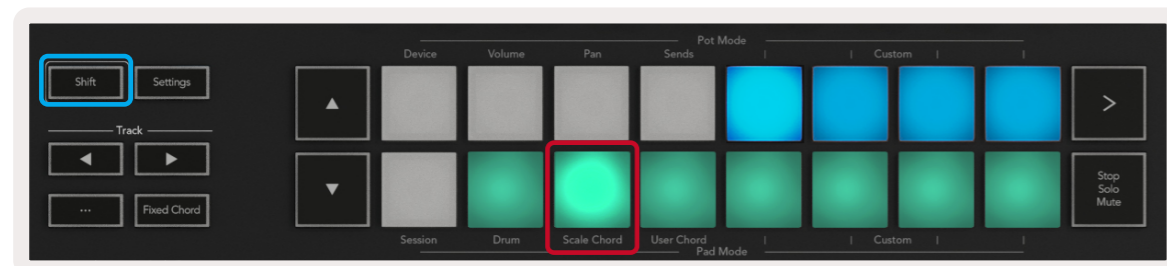 Pot Mode
Device Volume Pan Sends Custom
Shift Settings
>
Track
... Fixed Chord
Stop
Solo
Mute
Session Drum Scale Chord User Chord Custom
Pad Mode